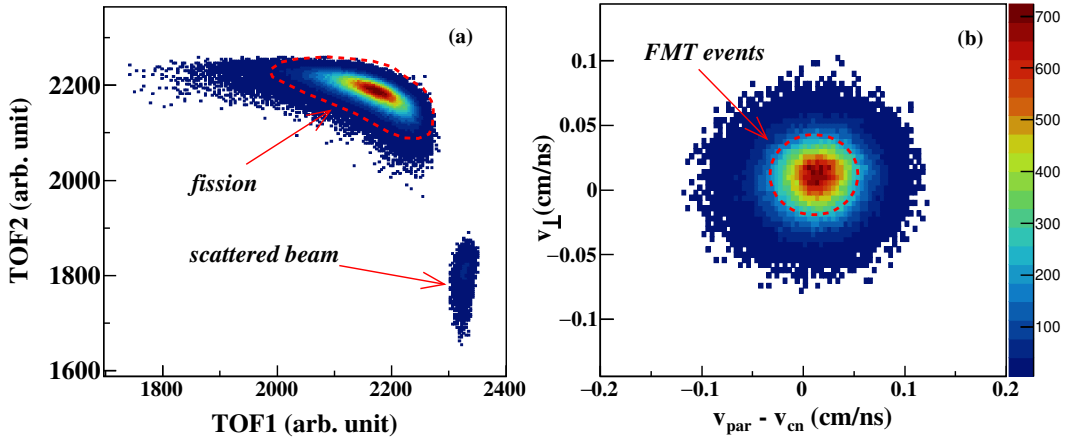 (a)
fission
scattered beam
2200
2000
1800
1600
1800
2000
2200
2400
TOF2 (arb. unit)
TOF1 (arb. unit)
(b)
FMT events
0.1
0.05
0
−0.05
−0.1
−0.2
−0.1
0
0.1
0.2
v⊥(cm/ns)
v_par - v_cn (cm/ns)
700
600
500
400
300
200
100